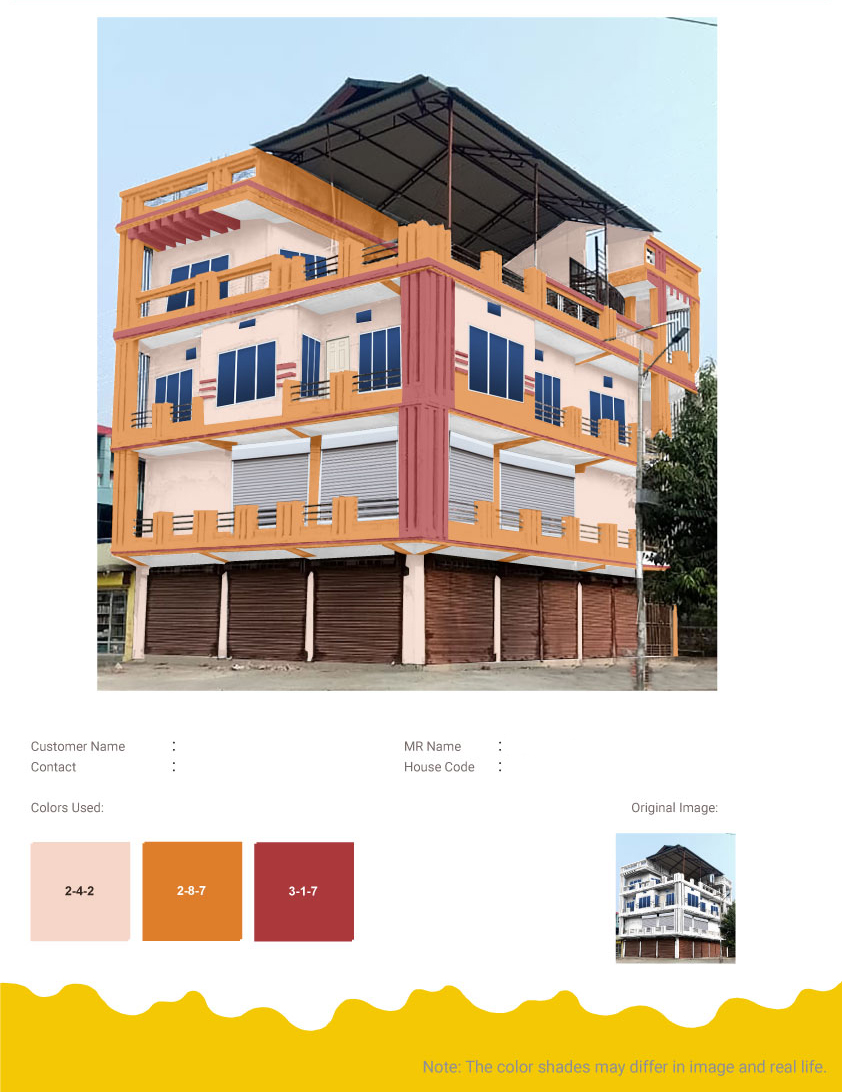 Customer Name :
MR Name :
Contact :
House Code :
Colors Used:
Original Image:
2-4-2
2-8-7
3-1-7
Note: The color shades may differ in image and real life.